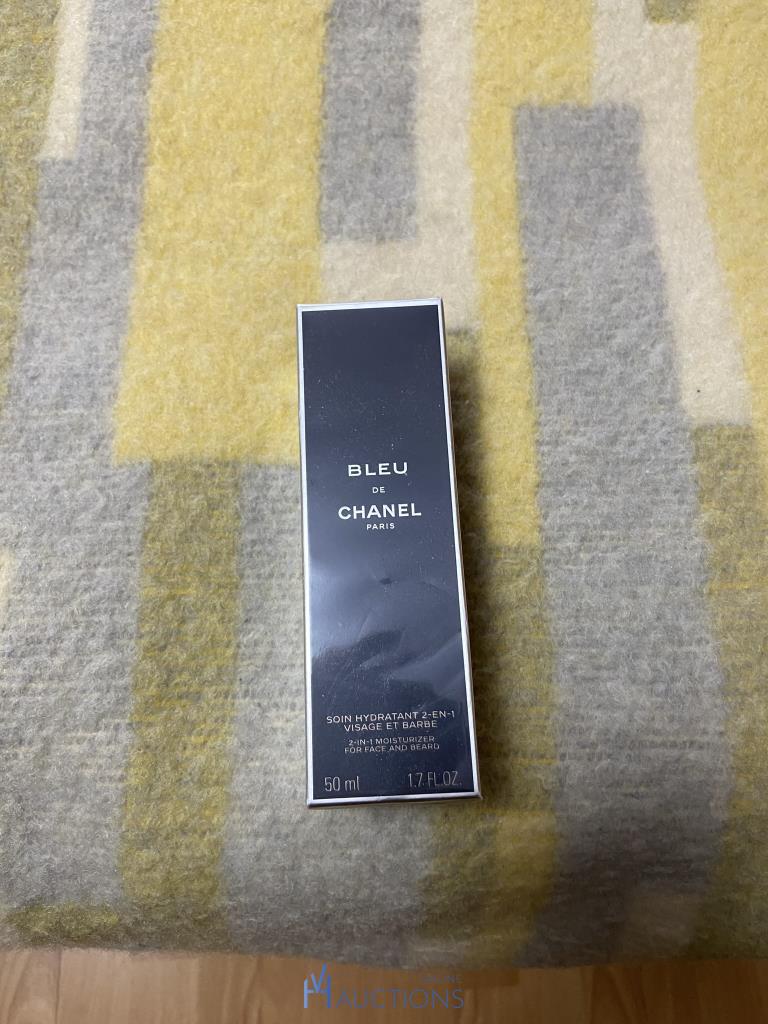 BLEU
DE
CHANEL
PARIS
SOIN HYDRATANT 2-EN-1
VISAGE ET BARBE
2-IN-1 MOISTURIZER
FOR FACE AND BEARD
50 ml 1.7 FL.OZ.
ONLINE
AUCTIONS